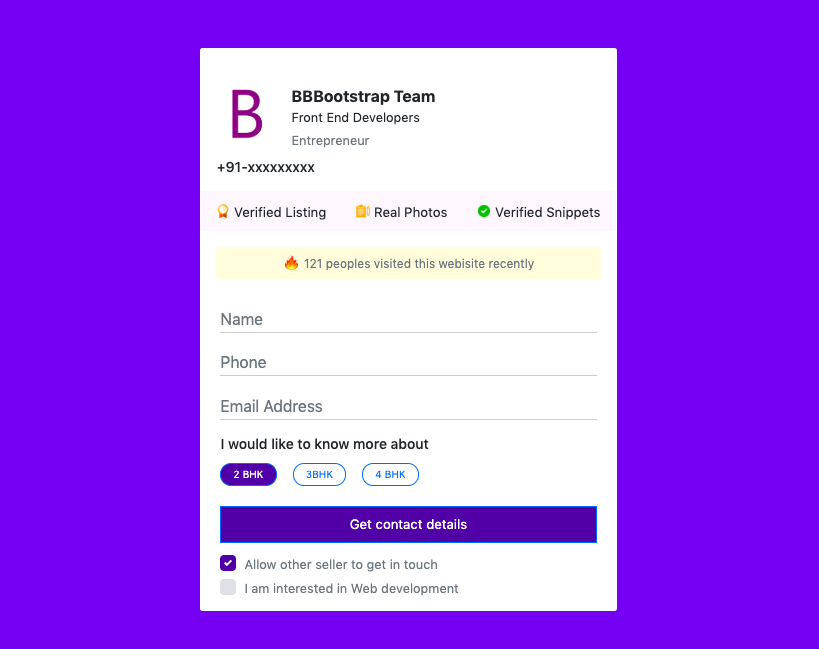 B
BBBootstrap Team
Front End Developers
Entrepreneur
+91-xxxxxxxxx
Verified Listing Real Photos Verified Snippets
121 peoples visited this webisite recently
Name
Phone
Email Address
I would like to know more about
2 BHK 3BHK 4 BHK
Get contact details
Allow other seller to get in touch
I am interested in Web development